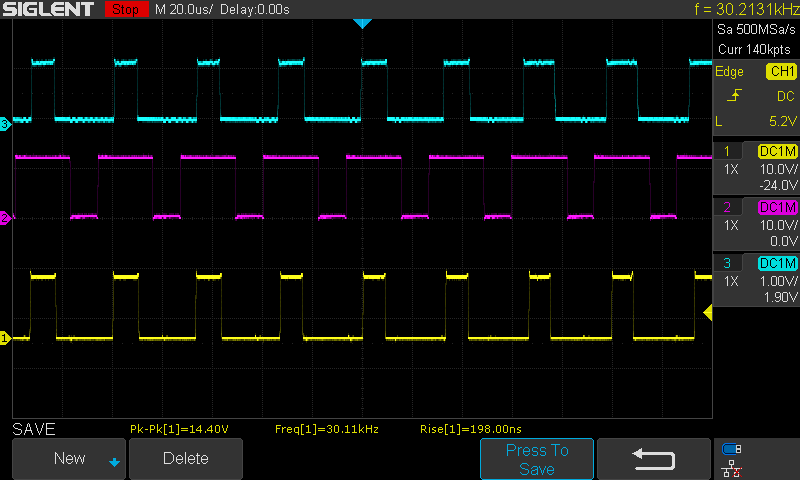 SIGLENT Stop M 20.0us/ Delay:0.00s f = 30.2131kHz
Sa 500MSa/s
Curr 140kpts
Edge CH1
DC
L 5.2V
1 DC1M
1X 10.0V/
-24.0V
2 DC1M
1X 10.0V/
0.0V
3 DC1M
1X 1.00V/
1.90V
3
2
1
SAVE Pk-Pk[1]=14.40V Freq[1]=30.11kHz Rise[1]=198.00ns
New Delete Press To
Save